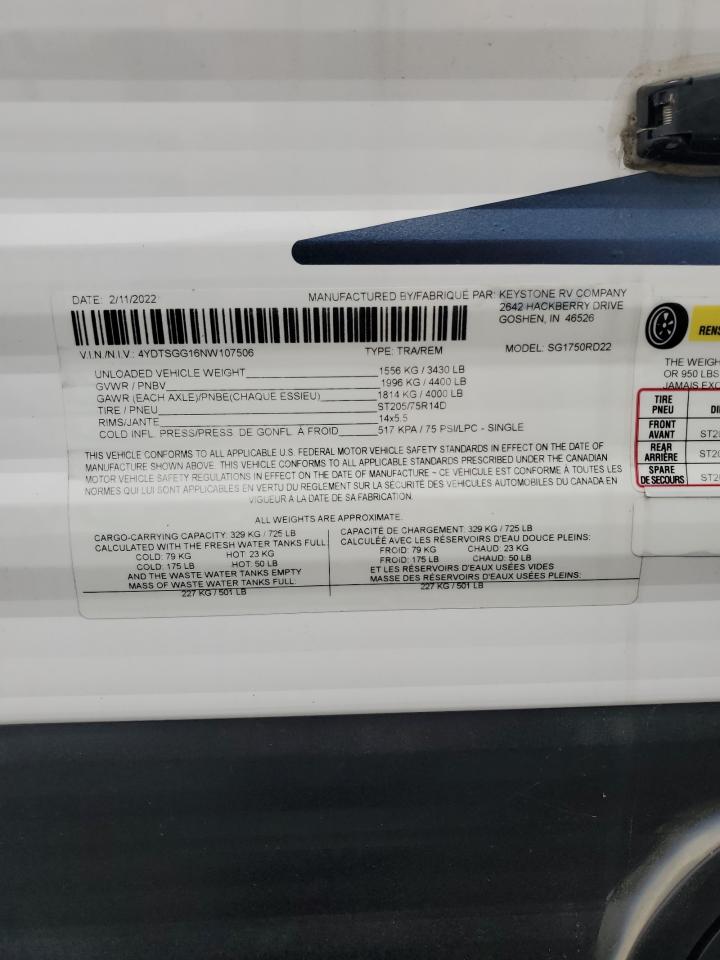 DATE: 2/11/2022 MANUFACTURED BY/FABRIQUE PAR: KEYSTONE RV COMPANY
2642 HACKBERRY DRIVE
GOSHEN, IN 46526
V.I.N./N.I.V.: 4YDTSGG16NW107506 TYPE: TRA/REM MODEL: SG1750RD22
UNLOADED VEHICLE WEIGHT 1556 KG / 3430 LB
GVWR / PNBV 1996 KG / 4400 LB
GAWR (EACH AXLE)/PNBE(CHAQUE ESSIEU) 1814 KG / 4000 LB
TIRE / PNEU ST205/75R14D
RIMS/JANTE 14x5.5
COLD INFL. PRESS/PRESS. DE GONFL. À FROID 517 KPA / 75 PSI/LPC - SINGLE
THIS VEHICLE CONFORMS TO ALL APPLICABLE U.S. FEDERAL MOTOR VEHICLE SAFETY STANDARDS IN EFFECT ON THE DATE OF
MANUFACTURE SHOWN ABOVE. THIS VEHICLE CONFORMS TO ALL APPLICABLE STANDARDS PRESCRIBED UNDER THE CANADIAN
MOTOR VEHICLE SAFETY REGULATIONS IN EFFECT ON THE DATE OF MANUFACTURE - CE VÉHICULE EST CONFORME À TOUTES LES
NORMES QUI LUI SONT APPLICABLES EN VERTU DU RÈGLEMENT SUR LA SÉCURITÉ DES VÉHICULES AUTOMOBILES DU CANADA EN
VIGUEUR A LA DATE DE SA FABRICATION.
ALL WEIGHTS ARE APPROXIMATE.
CARGO-CARRYING CAPACITY: 329 KG / 725 LB
CALCULATED WITH THE FRESH WATER TANKS FULL
COLD: 79 KG HOT: 23 KG
COLD: 175 LB HOT: 50 LB
AND THE WASTE WATER TANKS EMPTY
MASS OF WASTE WATER TANKS FULL:
227 KG / 501 LB
CAPACITÉ DE CHARGEMENT: 329 KG / 725 LB
CALCULÉE AVEC LES RÉSERVOIRS D'EAU DOUCE PLEINS:
FROID: 79 KG CHAUD: 23 KG
FROID: 175 LB CHAUD: 50 LB
ET LES RÉSERVOIRS D'EAUX USÉES VIDES
MASSE DES RÉSERVOIRS D'EAUX USÉES PLEINS:
227 KG / 501 LB
RENS
THE WEIGH
OR 950 LBS
JAMAIS EXC
TIRE
PNEU DI
FRONT
AVANT ST20
REAR
ARRIÈRE ST20
SPARE
DE SECOURS ST20